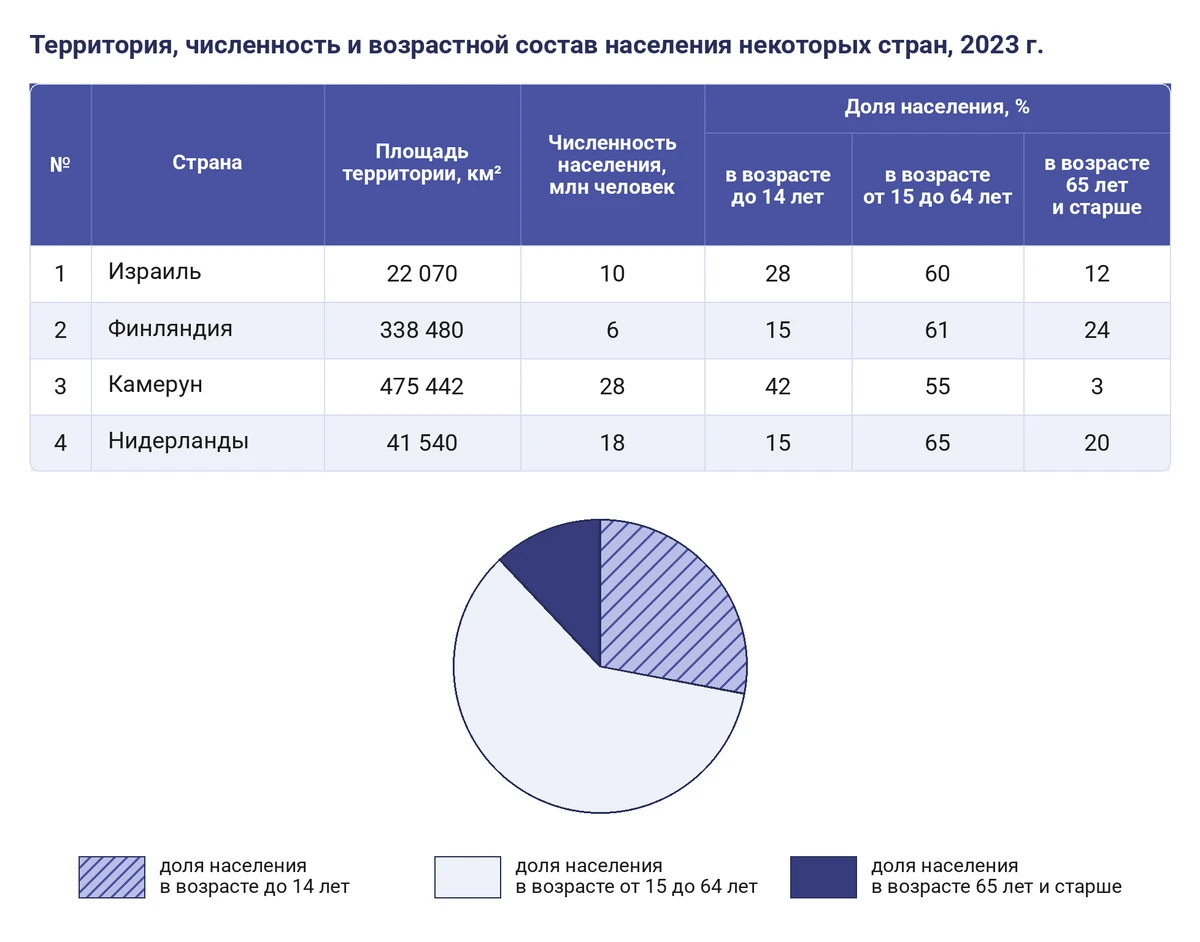 Территория, численность и возрастной состав населения некоторых стран, 2023 г.
№
Страна
Площадь
территории, км²
Численность
населения,
млн человек
Доля населения, %
в возрасте
до 14 лет
в возрасте
от 15 до 64 лет
в возрасте
65 лет
и старше
1 Израиль 22 070 10 28 60 12
2 Финляндия 338 480 6 15 61 24
3 Камерун 475 442 28 42 55 3
4 Нидерланды 41 540 18 15 65 20
доля населения
в возрасте до 14 лет
доля населения
в возрасте от 15 до 64 лет
доля населения
в возрасте 65 лет и старше